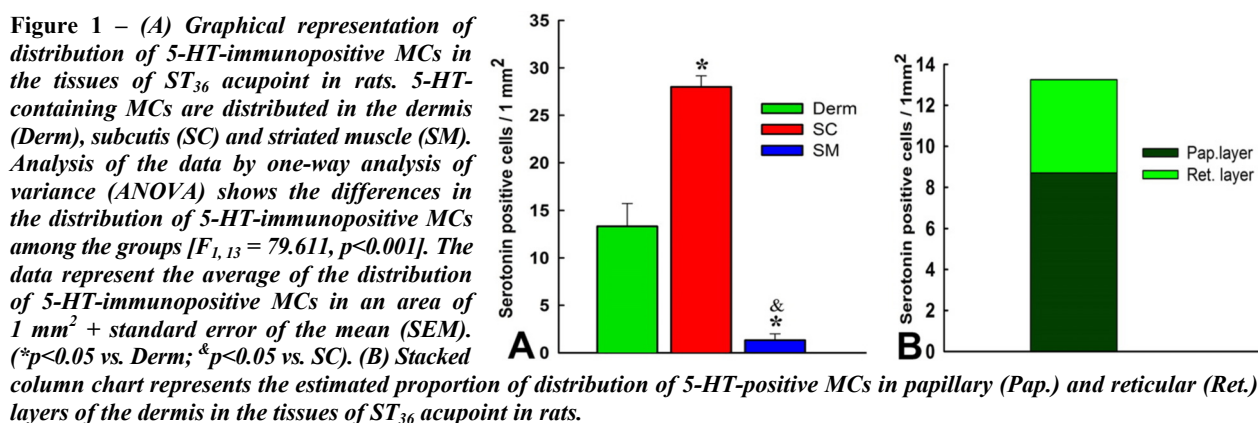 Figure 1 – (A) Graphical representation of
distribution of 5-HT-immunopositive MCs in
the tissues of ST36 acupoint in rats. 5-HT-
containing MCs are distributed in the dermis
(Derm), subcutis (SC) and striated muscle (SM).
Analysis of the data by one-way analysis of
variance (ANOVA) shows the differences in
the distribution of 5-HT-immunopositive MCs
among the groups [F1, 13 = 79.611, p<0.001]. The
data represent the average of the distribution
of 5-HT-immunopositive MCs in an area of
1 mm2 + standard error of the mean (SEM).
(*p<0.05 vs. Derm; &p<0.05 vs. SC). (B) Stacked
column chart represents the estimated proportion of distribution of 5-HT-positive MCs in papillary (Pap.) and reticular (Ret.)
layers of the dermis in the tissues of ST36 acupoint in rats.
Serotonin positive cells / 1 mm2
35
30
25
20
15
10
5
0
*
&
*
Derm
SC
SM
A
Serotonin positive cells / 1mm2
14
12
10
8
6
4
2
0
Pap.layer
Ret. layer
B